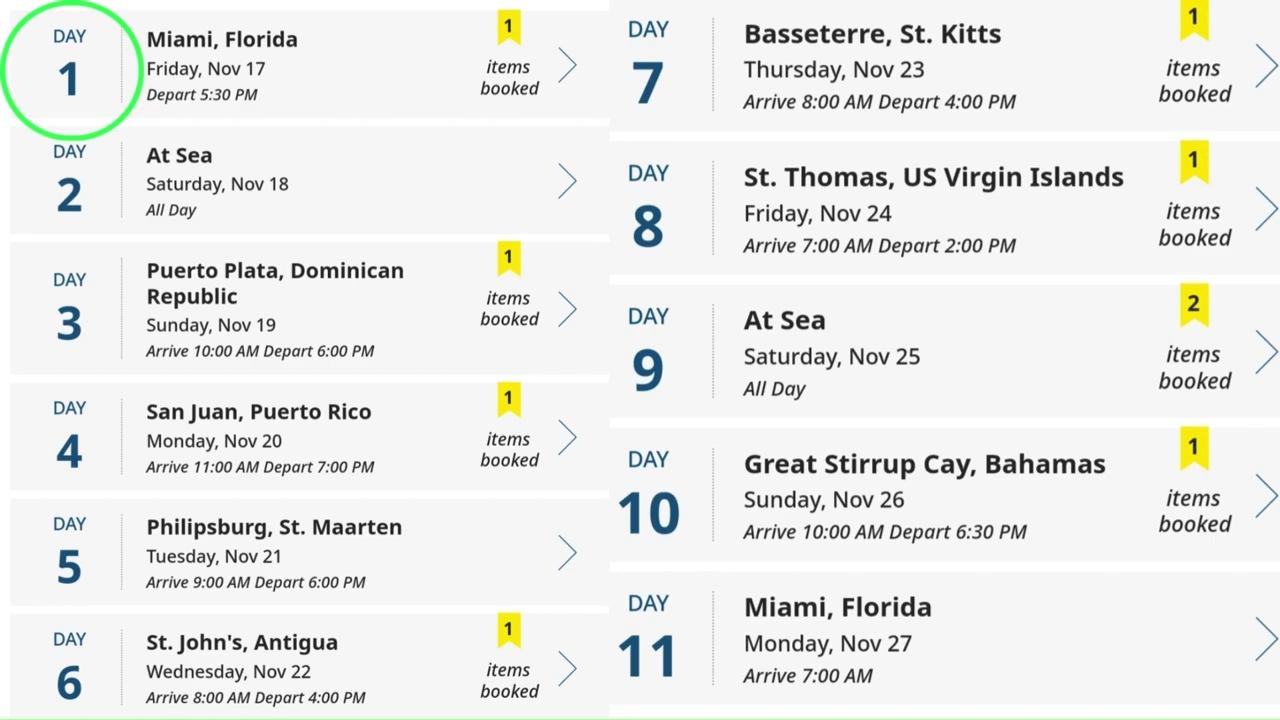 DAY
1
Miami, Florida
Friday, Nov 17
Depart 5:30 PM
1
items
booked
DAY
2
At Sea
Saturday, Nov 18
All Day
DAY
3
Puerto Plata, Dominican
Republic
Sunday, Nov 19
Arrive 10:00 AM Depart 6:00 PM
1
items
booked
DAY
4
San Juan, Puerto Rico
Monday, Nov 20
Arrive 11:00 AM Depart 7:00 PM
1
items
booked
DAY
5
Philipsburg, St. Maarten
Tuesday, Nov 21
Arrive 9:00 AM Depart 6:00 PM
DAY
6
St. John's, Antigua
Wednesday, Nov 22
Arrive 8:00 AM Depart 4:00 PM
1
items
booked
DAY
7
Basseterre, St. Kitts
Thursday, Nov 23
Arrive 8:00 AM Depart 4:00 PM
1
items
booked
DAY
8
St. Thomas, US Virgin Islands
Friday, Nov 24
Arrive 7:00 AM Depart 2:00 PM
1
items
booked
DAY
9
At Sea
Saturday, Nov 25
All Day
2
items
booked
DAY
10
Great Stirrup Cay, Bahamas
Sunday, Nov 26
Arrive 10:00 AM Depart 6:30 PM
1
items
booked
DAY
11
Miami, Florida
Monday, Nov 27
Arrive 7:00 AM